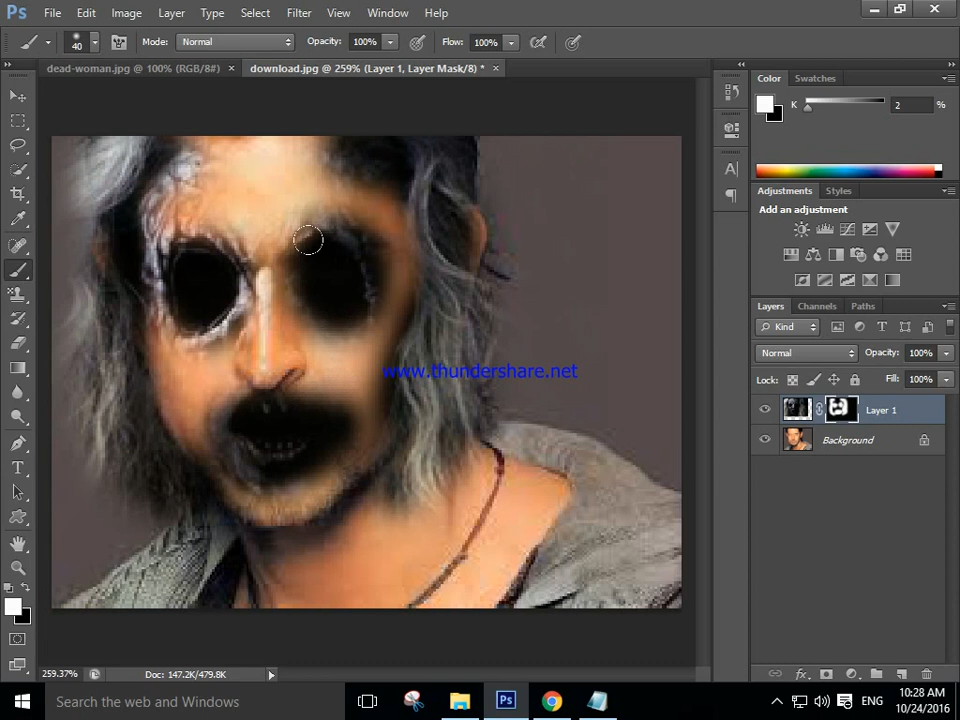 Ps File Edit Image Layer Type Select Filter View Window Help
40 Mode: Normal Opacity: 100% Flow: 100%
dead-woman.jpg @ 100% (RGB/8#) × download.jpg @ 259% (Layer 1, Layer Mask/8) * ×
Color Swatches
K 2 %
Adjustments Styles
Add an adjustment
Layers Channels Paths
Kind
Normal Opacity: 100%
Lock: Fill: 100%
Layer 1
Background
www.thundershare.net
259.37% Doc: 147.2K/479.8K
Search the web and Windows
Ps
ENG
10:28 AM
10/24/2016